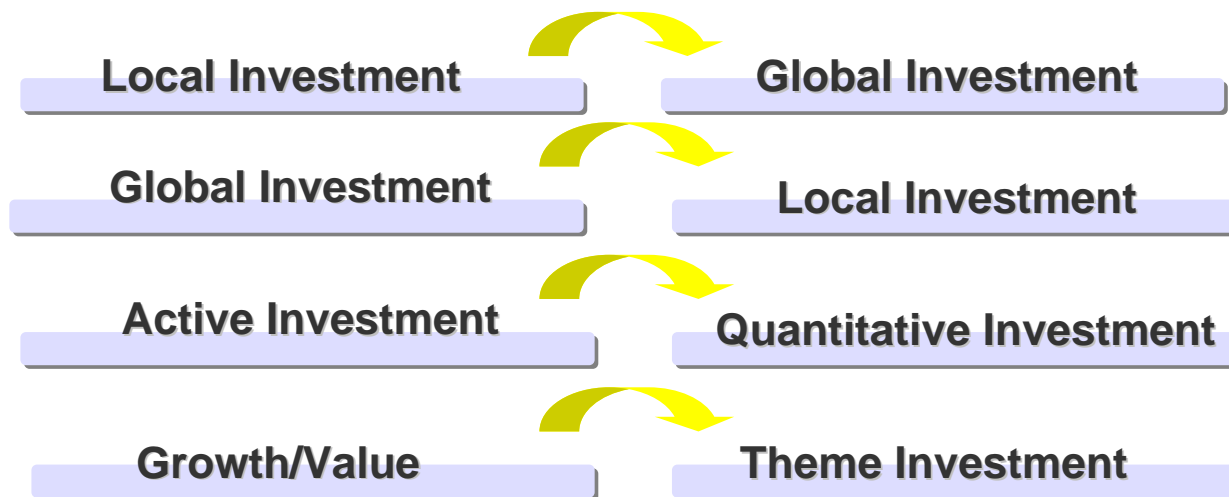 Local Investment
Global Investment
Global Investment
Local Investment
Active Investment
Quantitative Investment
Growth/Value
Theme Investment